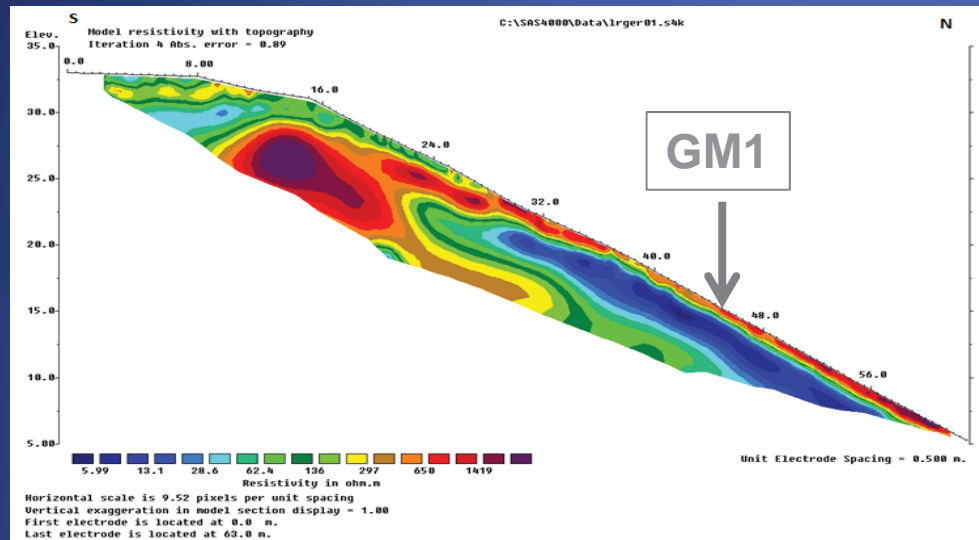 S
C:\SAS4000\Data\lrger01.s4k
N
Model resistivity with topography
Elev.
Iteration 4 Abs. error = 0.89
35.0
0.0
8.00
16.0
30.0
24.0
GM1
25.0
32.0
20.0
40.0
15.0
48.0
10.0
56.0
5.00
5.99 13.1 28.6 62.4 136 297 650 1419
Resistivity in ohm.m
Unit Electrode Spacing = 0.500 m.
Horizontal scale is 9.52 pixels per unit spacing
Vertical exaggeration in model section display = 1.00
First electrode is located at 0.0 m.
Last electrode is located at 63.0 m.